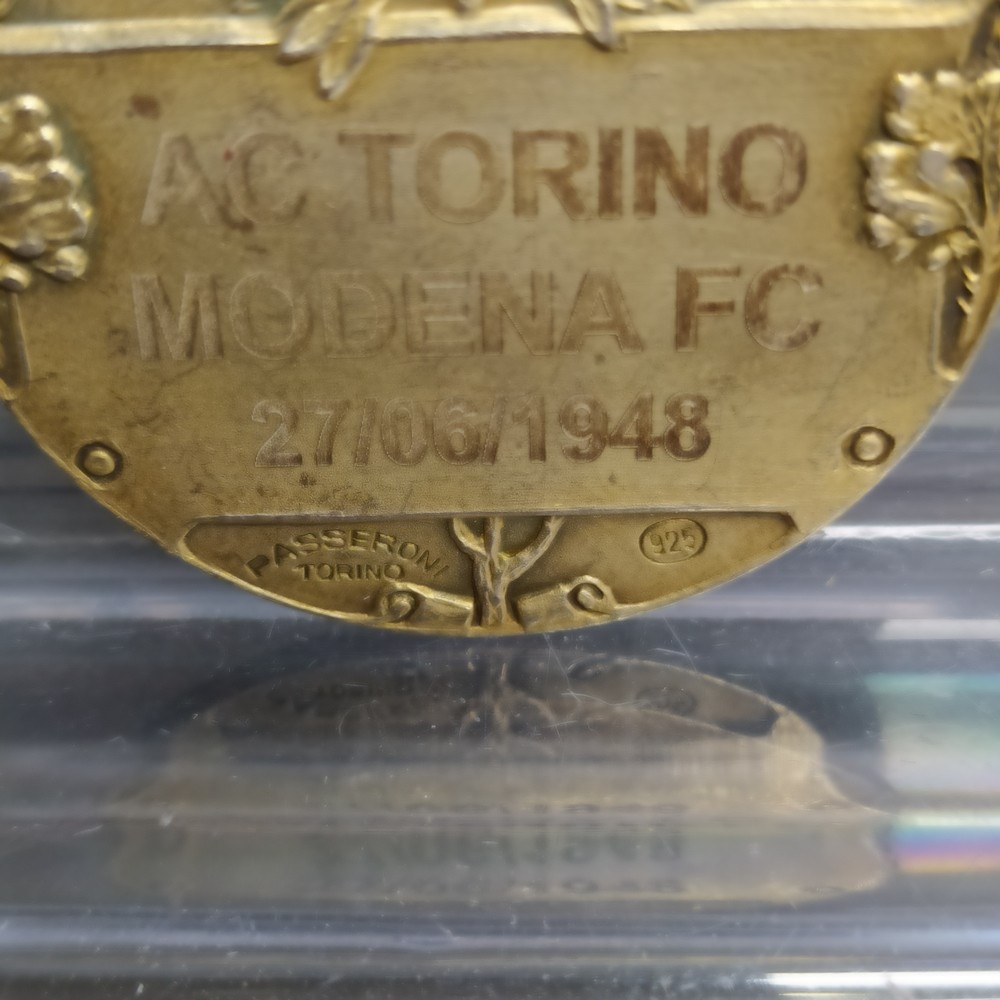 AC TORINO
MODENA FC
27/06/1948
PASSERONI
TORINO
925